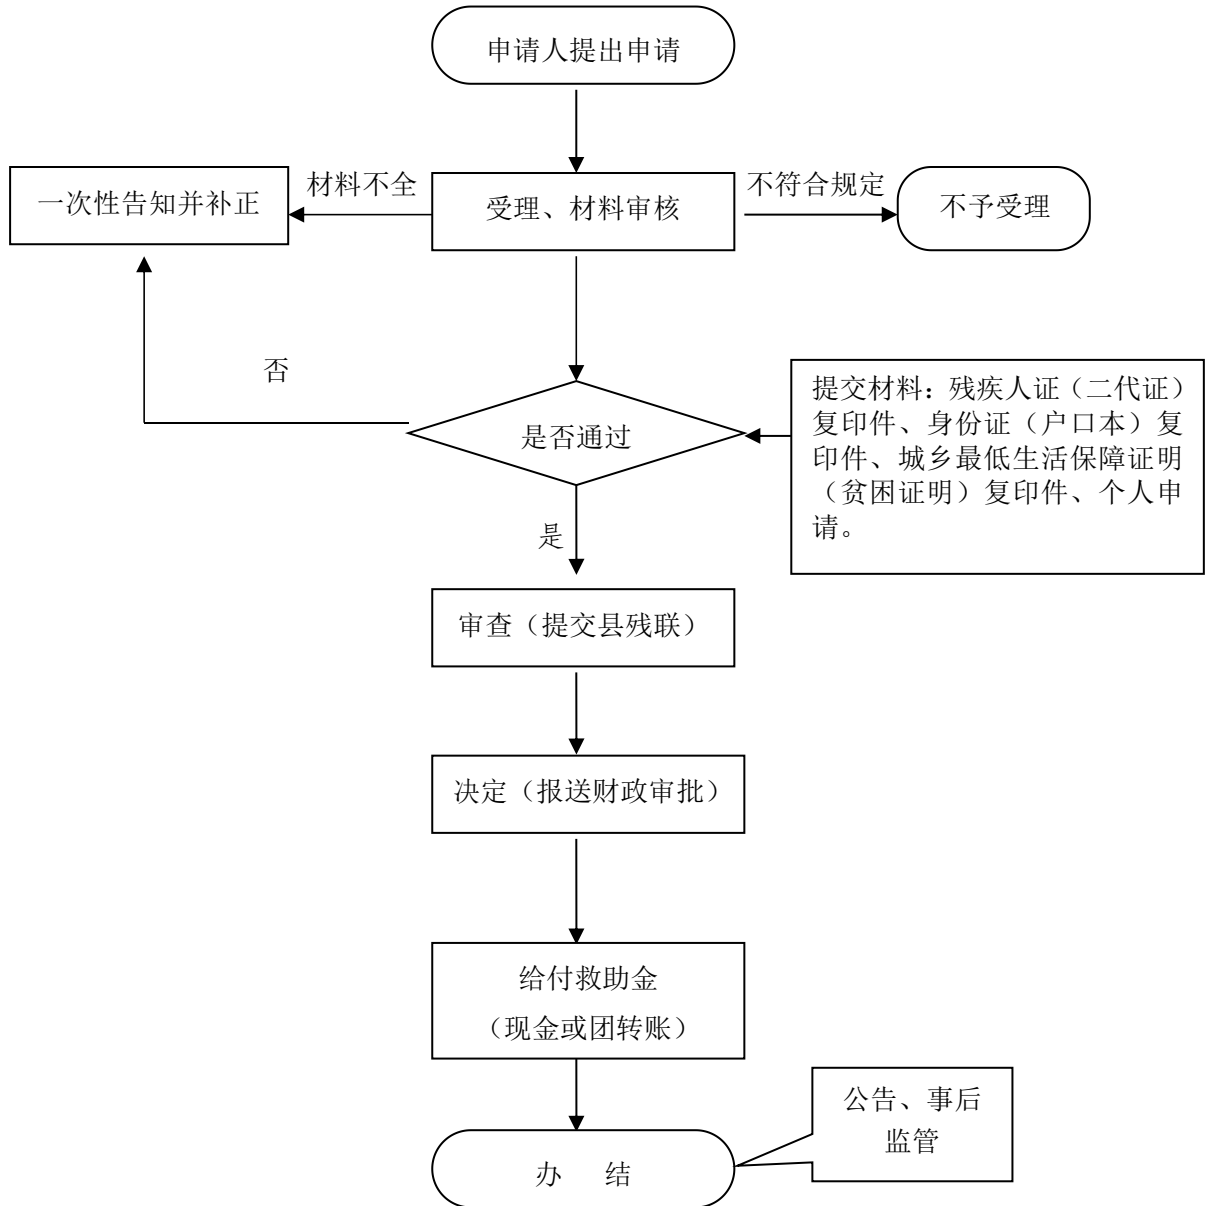 申请人提出申请
一次性告知并补正
材料不全
受理、材料审核
不符合规定
不予受理
否
是否通过
提交材料：残疾人证（二代证）
复印件、身份证（户口本）复
印件、城乡最低生活保障证明
（贫困证明）复印件、个人申
请。
是
审查（提交县残联）
决定（报送财政审批）
给付救助金
（现金或团转账）
公告、事后
监管
办 结